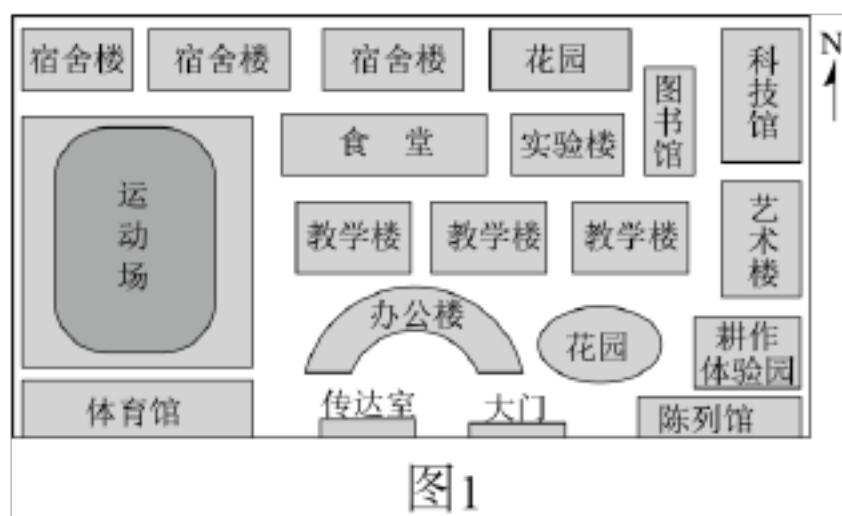 宿舍楼
宿舍楼
宿舍楼
花园
科技馆
N
图书馆
食 堂
实验楼
运动场
教学楼
教学楼
教学楼
艺术楼
办公楼
花园
耕作
体验园
体育馆
传达室
大门
陈列馆
图1